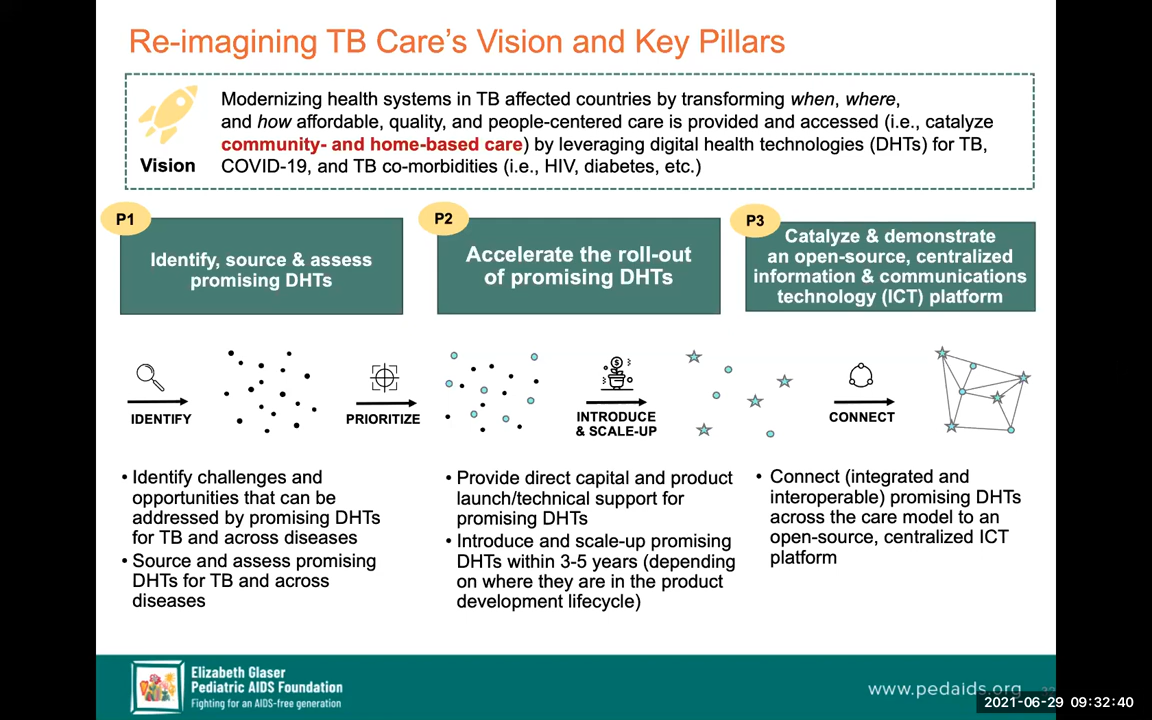 Re-imagining TB Care's Vision and Key Pillars
Modernizing health systems in TB affected countries by transforming when, where,
and how affordable, quality, and people-centered care is provided and accessed (i.e., catalyze
community- and home-based care) by leveraging digital health technologies (DHTs) for TB,
COVID-19, and TB co-morbidities (i.e., HIV, diabetes, etc.)
Vision
P1
Identify, source & assess
promising DHTs
P2
Accelerate the roll-out
of promising DHTs
P3
Catalyze & demonstrate
an open-source, centralized
information & communications
technology (ICT) platform
IDENTIFY
PRIORITIZE
$
INTRODUCE
& SCALE-UP
CONNECT
• Identify challenges and
opportunities that can be
addressed by promising DHTs
for TB and across diseases
• Source and assess promising
DHTs for TB and across
diseases
• Provide direct capital and product
launch/technical support for
promising DHTs
• Introduce and scale-up promising
DHTs within 3-5 years (depending
on where they are in the product
development lifecycle)
• Connect (integrated and
interoperable) promising DHTs
across the care model to an
open-source, centralized ICT
platform
Elizabeth Glaser
Pediatric AIDS Foundation
Fighting for an AIDS-free generation
www.pedaids.org
2021-06-29 09:32:40